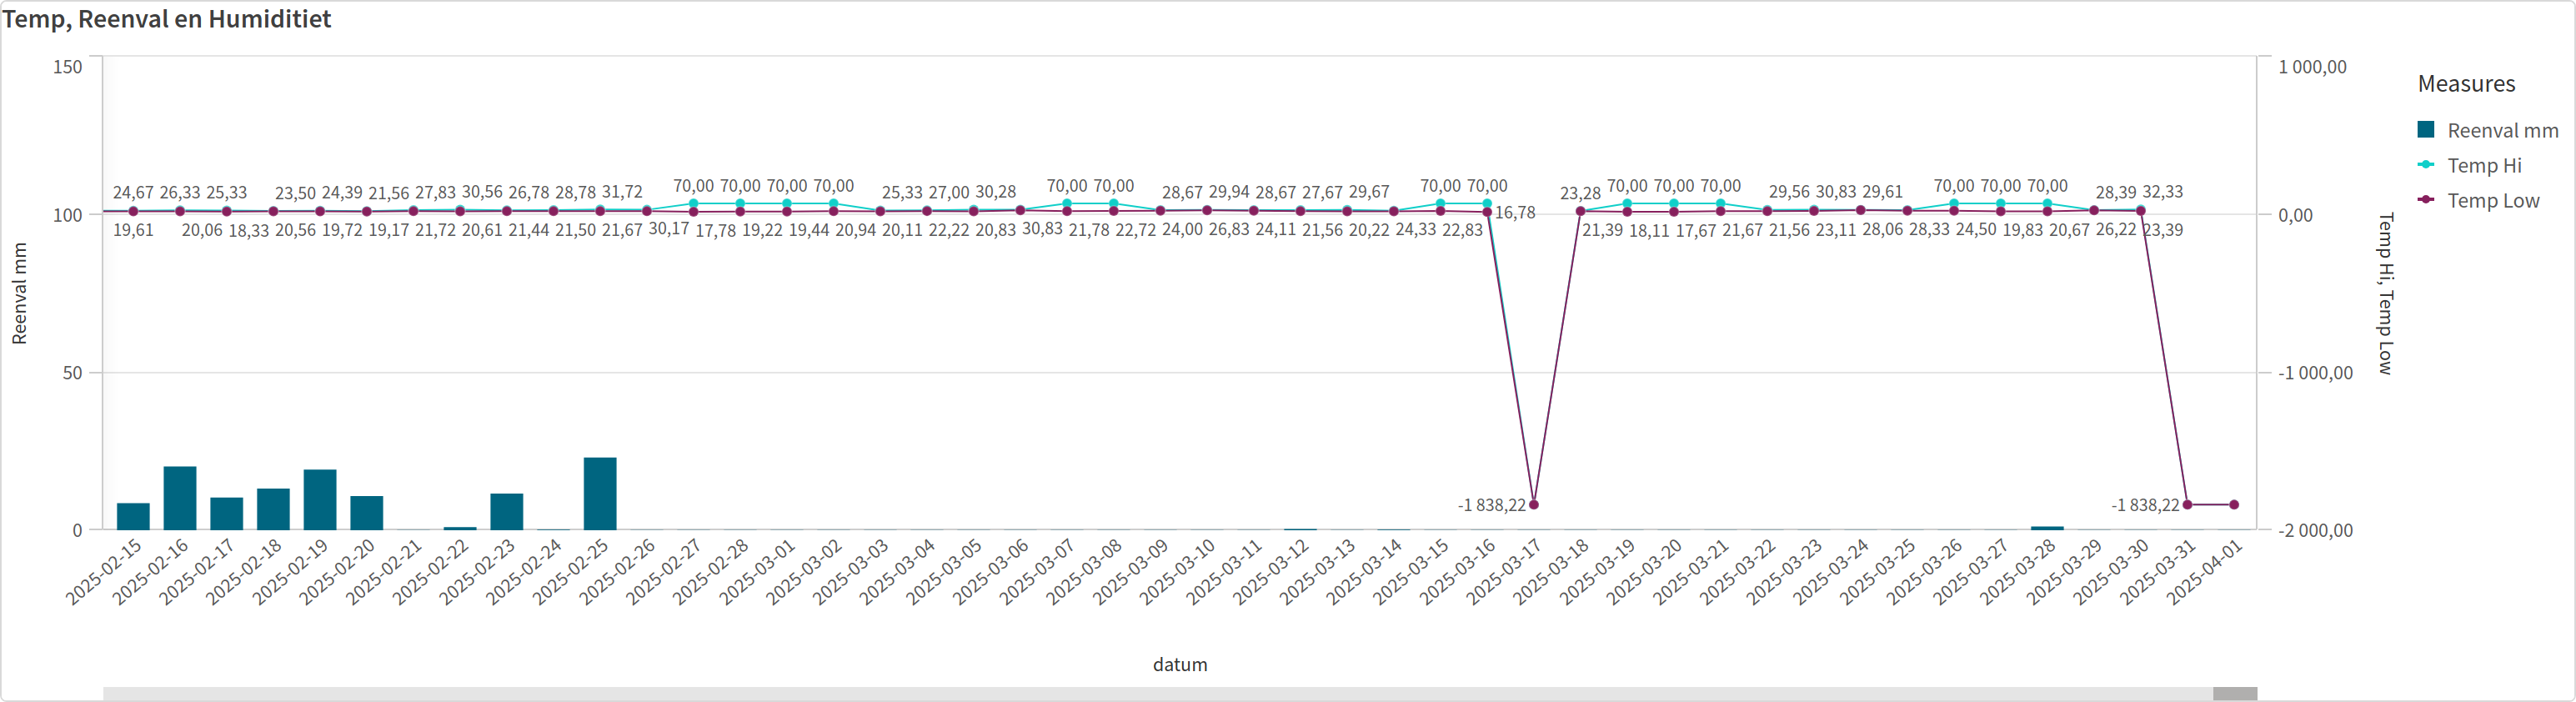 Temp, Reenval en Humiditiet
150
100
50
0
Reenval mm
1 000,00
0,00
-1 000,00
-2 000,00
Temp Hi, Temp Low
Measures
Reenval mm
Temp Hi
Temp Low
24,67 26,33 25,33 23,50 24,39 21,56 27,83 30,56 26,78 28,78 31,72 70,00 70,00 70,00 70,00 25,33 27,00 30,28 70,00 70,00 28,67 29,94 28,67 27,67 29,67 70,00 70,00 23,28 70,00 70,00 70,00 29,56 30,83 29,61 70,00 70,00 70,00 28,39 32,33
16,78
19,61 20,06 18,33 20,56 19,72 19,17 21,72 20,61 21,44 21,50 21,67 30,17 17,78 19,22 19,44 20,94 20,11 22,22 20,83 30,83 21,78 22,72 24,00 26,83 24,11 21,56 20,22 24,33 22,83 21,39 18,11 17,67 21,67 21,56 23,11 28,06 28,33 24,50 19,83 20,67 26,22 23,39
-1 838,22 -1 838,22
2025-02-15 2025-02-16 2025-02-17 2025-02-18 2025-02-19 2025-02-20 2025-02-21 2025-02-22 2025-02-23 2025-02-24 2025-02-25 2025-02-26 2025-02-27 2025-02-28 2025-03-01 2025-03-02 2025-03-03 2025-03-04 2025-03-05 2025-03-06 2025-03-07 2025-03-08 2025-03-09 2025-03-10 2025-03-11 2025-03-12 2025-03-13 2025-03-14 2025-03-15 2025-03-16 2025-03-17 2025-03-18 2025-03-19 2025-03-20 2025-03-21 2025-03-22 2025-03-23 2025-03-24 2025-03-25 2025-03-26 2025-03-27 2025-03-28 2025-03-29 2025-03-30 2025-03-31 2025-04-01
datum